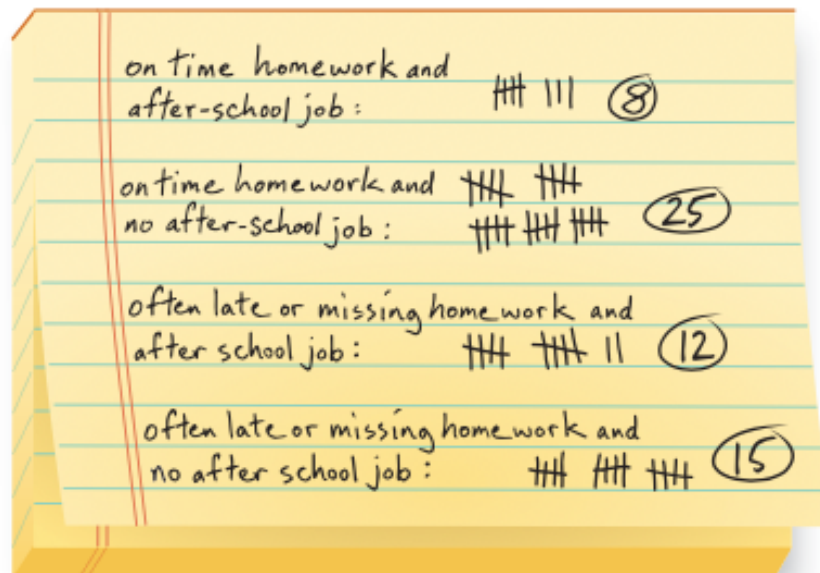 on time homework and
after-school job: 8
on time homework and
no after-school job: 25
often late or missing homework and
after school job: 12
often late or missing homework and
no after school job: 15